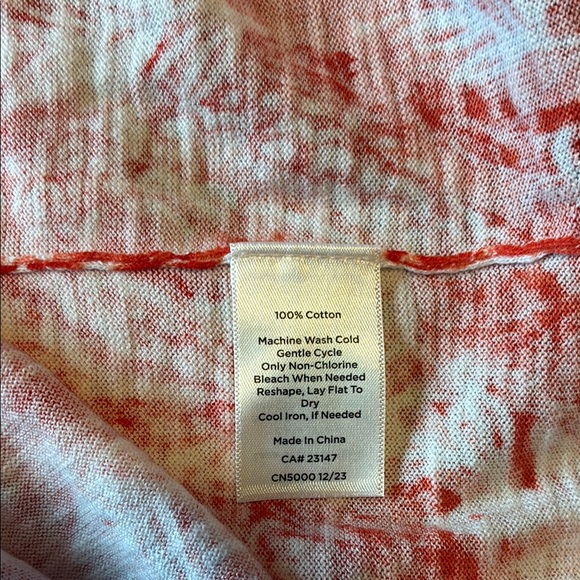 100% Cotton
Machine Wash Cold
Gentle Cycle
Only Non-Chlorine
Bleach When Needed
Reshape, Lay Flat To
Dry
Cool Iron, If Needed
Made In China
CA# 23147
CN5000 12/23